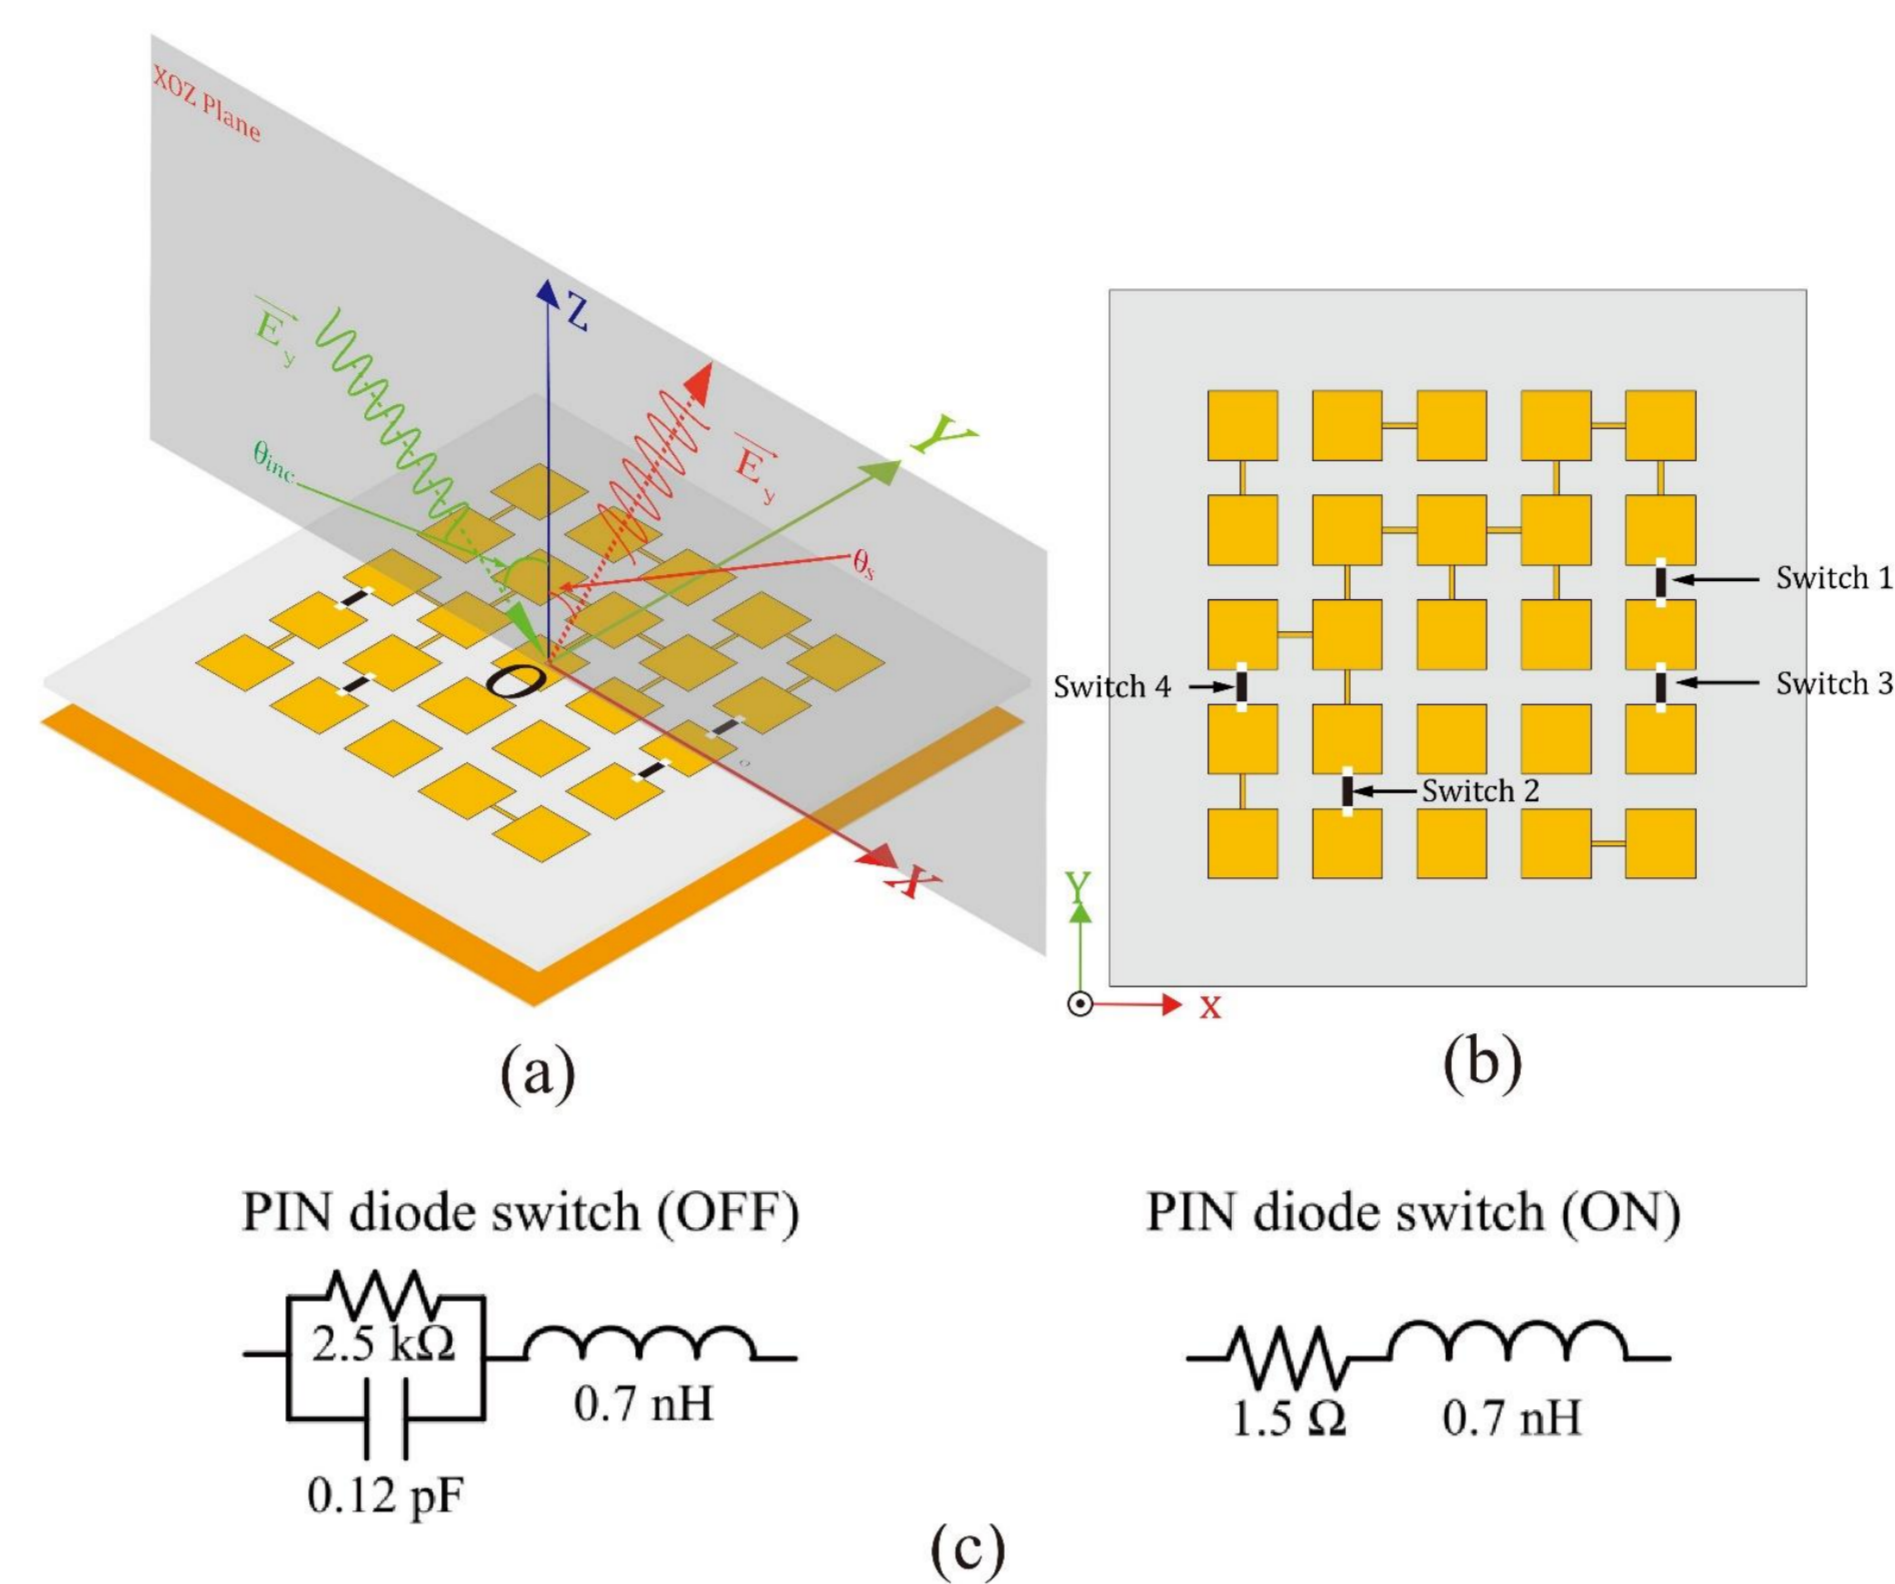 XOZ Plane
Z
E y
Y
E y
θinc
θs
O
X
o
(a)
Switch 1
Switch 4
Switch 3
Switch 2
Y
x
(b)
PIN diode switch (OFF)
2.5 kΩ
0.7 nH
0.12 pF
PIN diode switch (ON)
1.5 Ω
0.7 nH
(c)